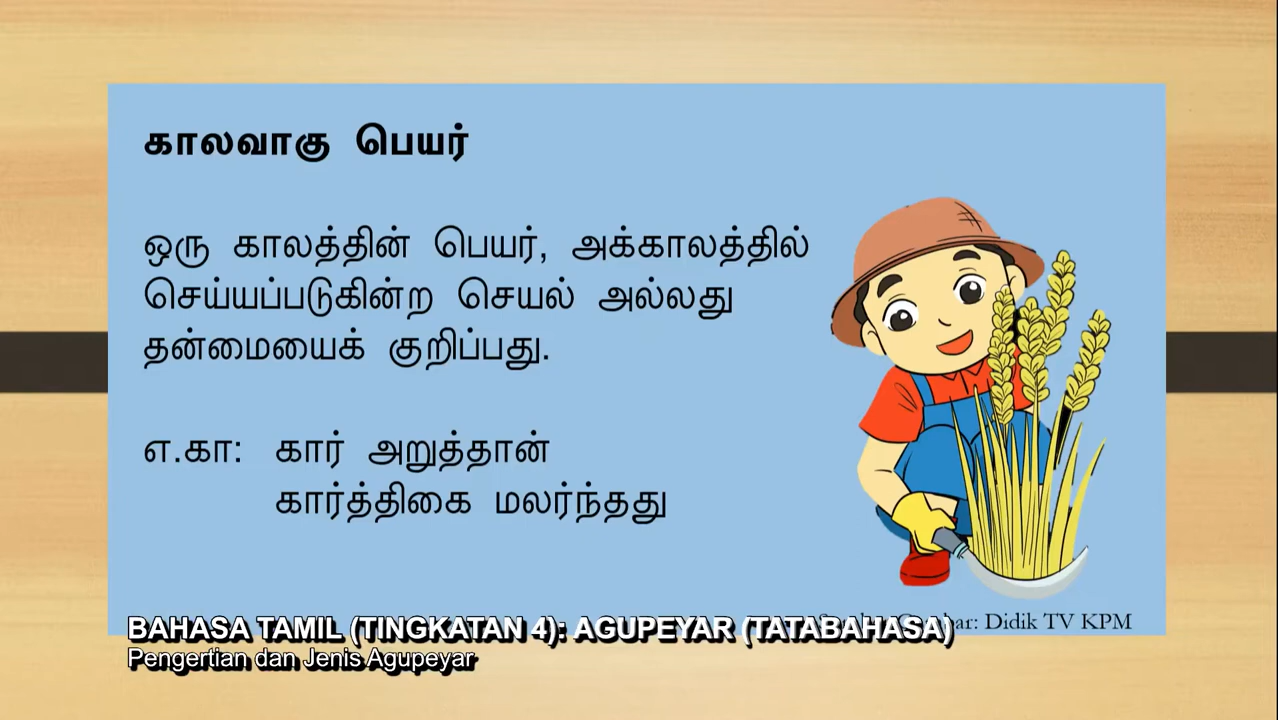 காலவாகு பெயர்
ஒரு காலத்தின் பெயர், அக்காலத்தில்
செய்யப்படுகின்ற செயல் அல்லது
தன்மையைக் குறிப்பது.
எ.கா: கார் அறுத்தான்
கார்த்திகை மலர்ந்தது
Didik TV KPM
BAHASA TAMIL (TINGKATAN 4): AGUPEYAR (TATABAHASA)
Pengertian dan Jenis Agupeyar